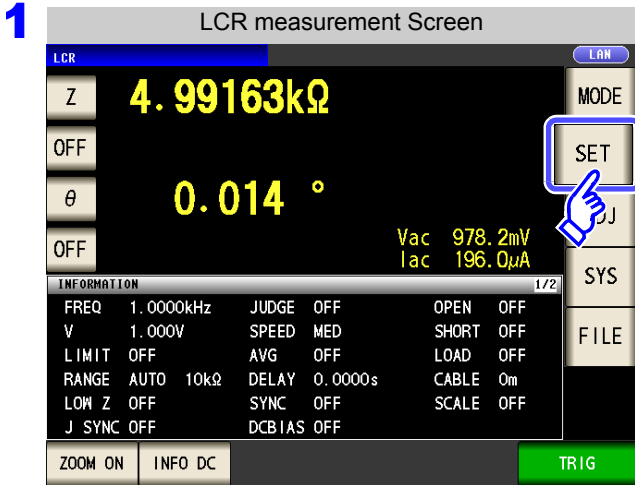 1
LCR measurement Screen
LCR
LAN
Z 4.99163kΩ
MODE
OFF
SET
θ 0.014 °
OFF
Vac 978.2mV
Iac 196.0μA
SYS
INFORMATION 1/2
FREQ 1.0000kHz JUDGE OFF OPEN OFF
V 1.000V SPEED MED SHORT OFF
FILE
LIMIT OFF AVG OFF LOAD OFF
RANGE AUTO 10kΩ DELAY 0.0000s CABLE 0m
LOW Z OFF SYNC OFF SCALE OFF
J SYNC OFF DCBIAS OFF
ZOOM ON INFO DC TRIG